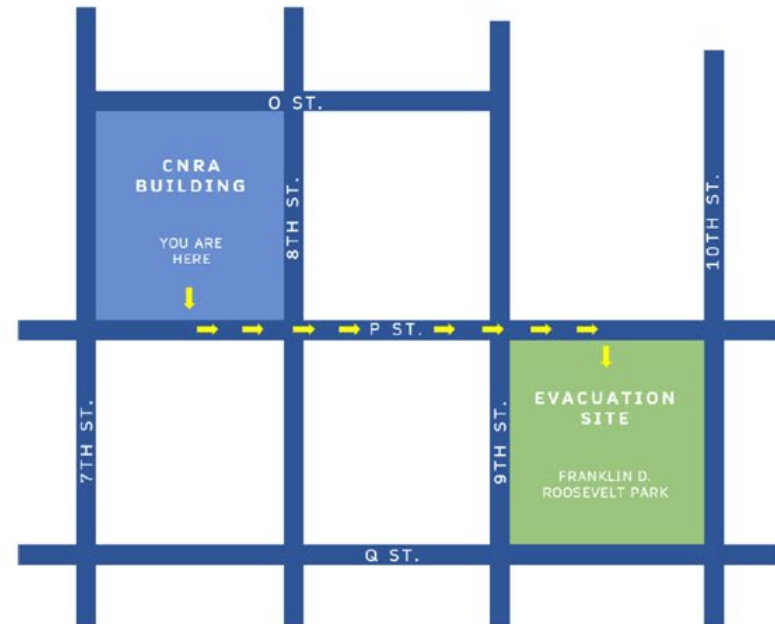 O ST.
CNRA
BUILDING
YOU ARE
HERE
8TH ST.
10TH ST.
P ST.
7TH ST.
9TH ST.
EVACUATION
SITE
FRANKLIN D.
ROOSEVELT PARK
Q ST.